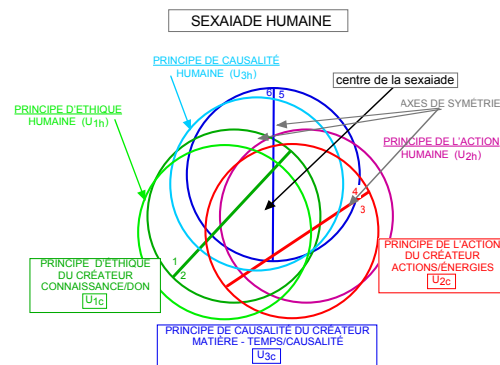 SEXAIADE HUMAINE
PRINCIPE DE CAUSALITÉ
HUMAINE (U3h)
6 5
centre de la sexaiade
PRINCIPE D'ETHIQUE
HUMAINE (U1h)
AXES DE SYMÉTRIE
PRINCIPE DE L'ACTION
HUMAINE (U2h)
4
3
1
2
PRINCIPE D'ÉTHIQUE
DU CRÉATEUR
CONNAISSANCE/DON
U1c
PRINCIPE DE L'ACTION
DU CRÉATEUR
ACTIONS/ÉNERGIES
U2c
PRINCIPE DE CAUSALITÉ DU CRÉATEUR
MATIÈRE - TEMPS/CAUSALITÉ
U3c